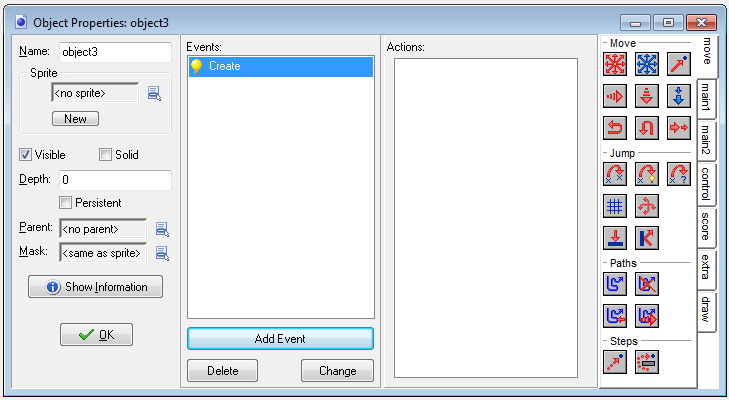 Object Properties: object3
Name: object3
Sprite
<no sprite>
New
Visible
Solid
Depth: 0
Persistent
Parent: <no parent>
Mask: <same as sprite>
Show Information
OK
Events:
Create
Add Event
Delete
Change
Actions:
Move
Jump
Paths
Steps
move
main1
main2
control
score
extra
draw